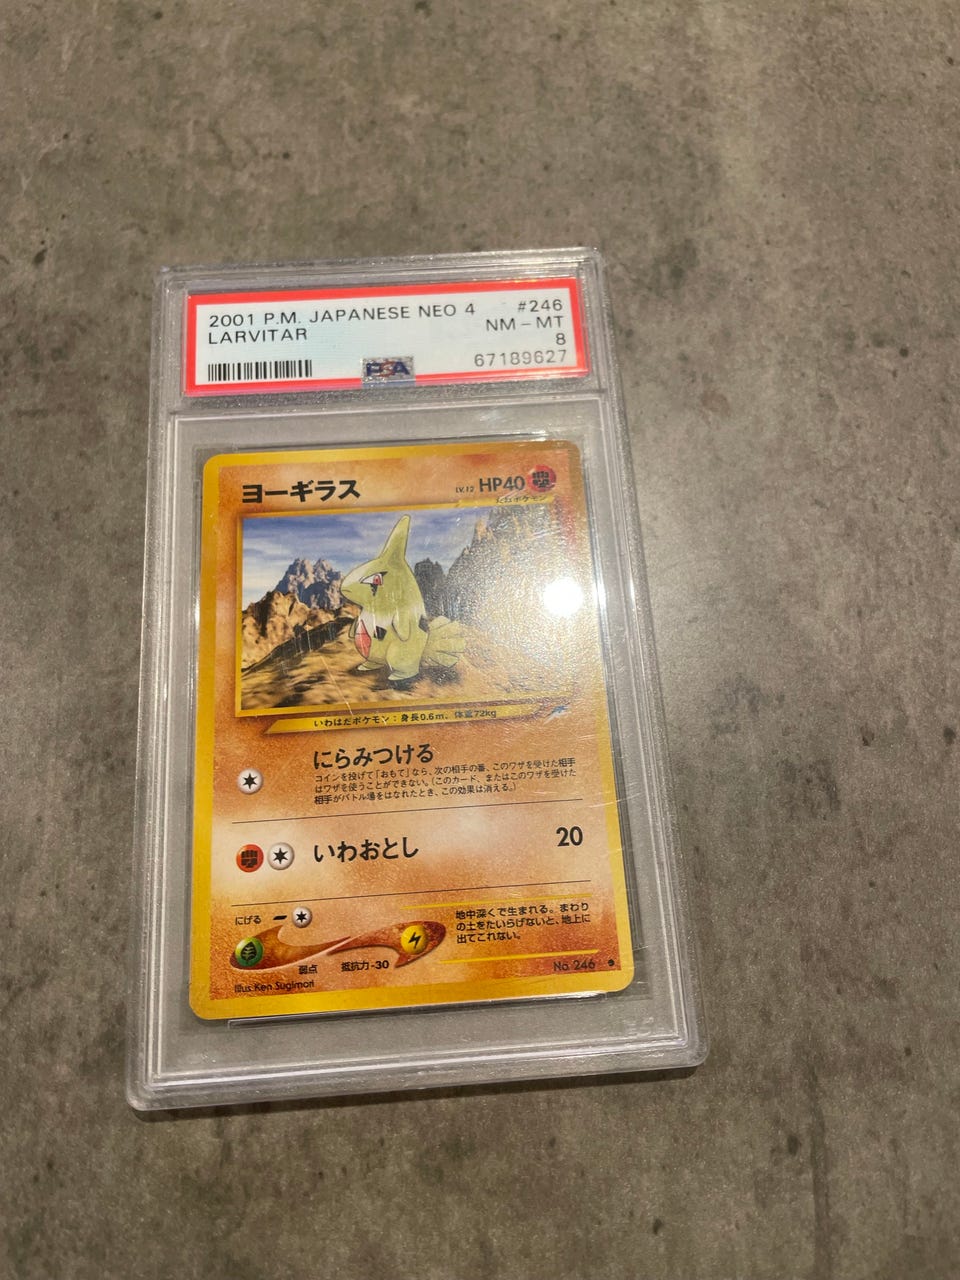 2001 P.M. JAPANESE NEO 4 #246
LARVITAR NM - MT
8
PSA 67189627
ヨーギラス LV.12 HP40
たねポケモン
いわはだポケモン：身長0.6m、体重72kg
にらみつける
コインを投げて「おもて」なら、次の相手の番、このワザを受けた相手
はワザを使うことができない。（このカード、またはこのワザを受けた
相手がバトル場をはなれたとき、この効果は消える。）
いわおとし 20
にげる
弱点 抵抗力 -30
地中深くで生まれる。まわり
の土をたいらげないと、地上に
出てこれない。
No. 246
Illus. Ken Sugimori